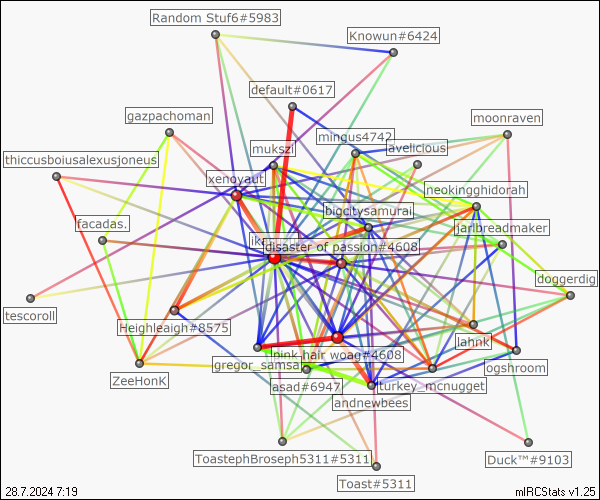 Random Stuf6#5983
Knowun#6424
default#0617
gazpachoman
moonraven
mingus4742
avelicious
mukszi
thiccusboiusalexusjoneus
xenoyaut
neokingghidorah
bigcitysamurai
facadas.
jarlbreadmaker
disaster of passion#4608
doggerdig
tescoroll
Heighleaigh#8575
lahnk
pink hair woag#4608
gregor_samsa
ogshroom
ZeeHonK
asad#6947
turkey_mcnugget
andnewbees
ToastephBroseph5311#5311
Duck™#9103
Toast#5311
28.7.2024 7:19
mIRCStats v1.25